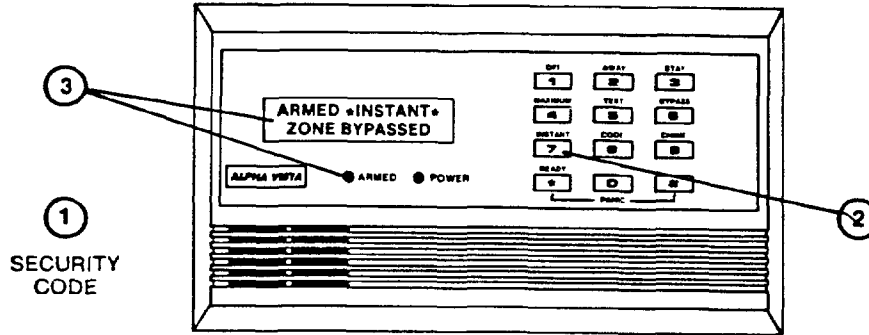 3
ARMED *INSTANT*
ZONE BYPASSED
ALPHA VISTA
ARMED
POWER
OFF
AWAY
STAY
1
2
3
MAXIMUM
TEST
BYPASS
4
5
6
INSTANT
CODE
CHIME
7
8
9
READY
*
0
#
PANIC
1
SECURITY
CODE
2